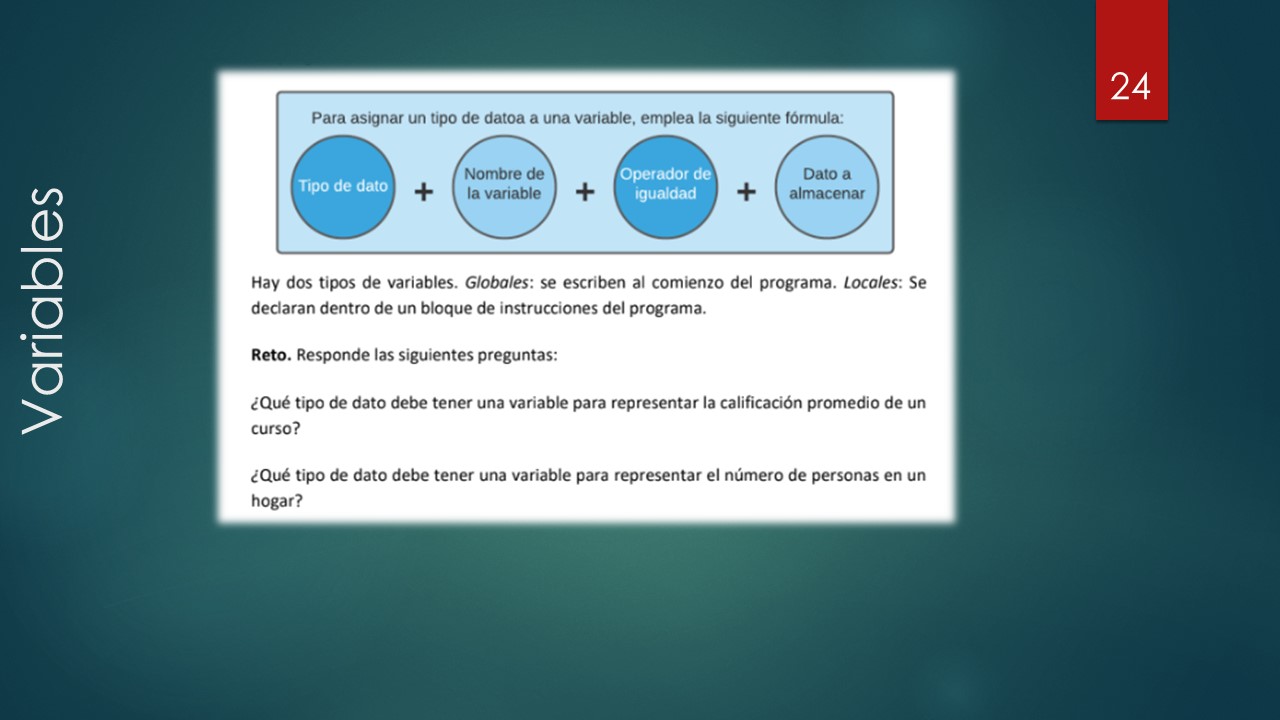 Variables
24
Para asignar un tipo de datoa a una variable, emplea la siguiente fórmula:
Tipo de dato
+
Nombre de
la variable
+
Operador de
igualdad
+
Dato a
almacenar
Hay dos tipos de variables. Globales: se escriben al comienzo del programa. Locales: Se
declaran dentro de un bloque de instrucciones del programa.
Reto. Responde las siguientes preguntas:
¿Qué tipo de dato debe tener una variable para representar la calificación promedio de un
curso?
¿Qué tipo de dato debe tener una variable para representar el número de personas en un
hogar?